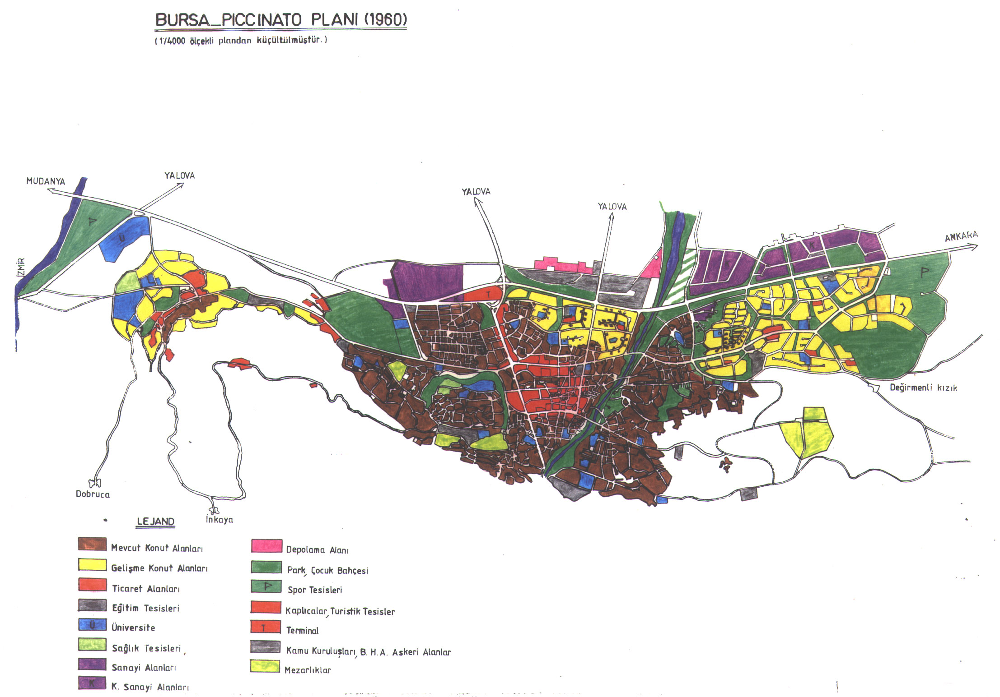 BURSA_PICCINATO PLANI (1960)
(1/4000 ölçekli plandan küçültülmüştür.)
MUDANYA
YALOVA
YALOVA
YALOVA
ANKARA
İZMİR
P
Ü
K
K
P
T
Değirmenli kızık
Dobruca
İnkaya
LEJAND
Mevcut Konut Alanları
Gelişme Konut Alanları
Ticaret Alanları
Eğitim Tesisleri
Ü Üniversite
Sağlık Tesisleri
Sanayi Alanları
K K. Sanayi Alanları
Depolama Alanı
Park, Çocuk Bahçesi
P Spor Tesisleri
Kaplıcalar, Turistik Tesisler
T Terminal
Kamu Kuruluşları, B.H.A. Askeri Alanlar
Mezarlıklar